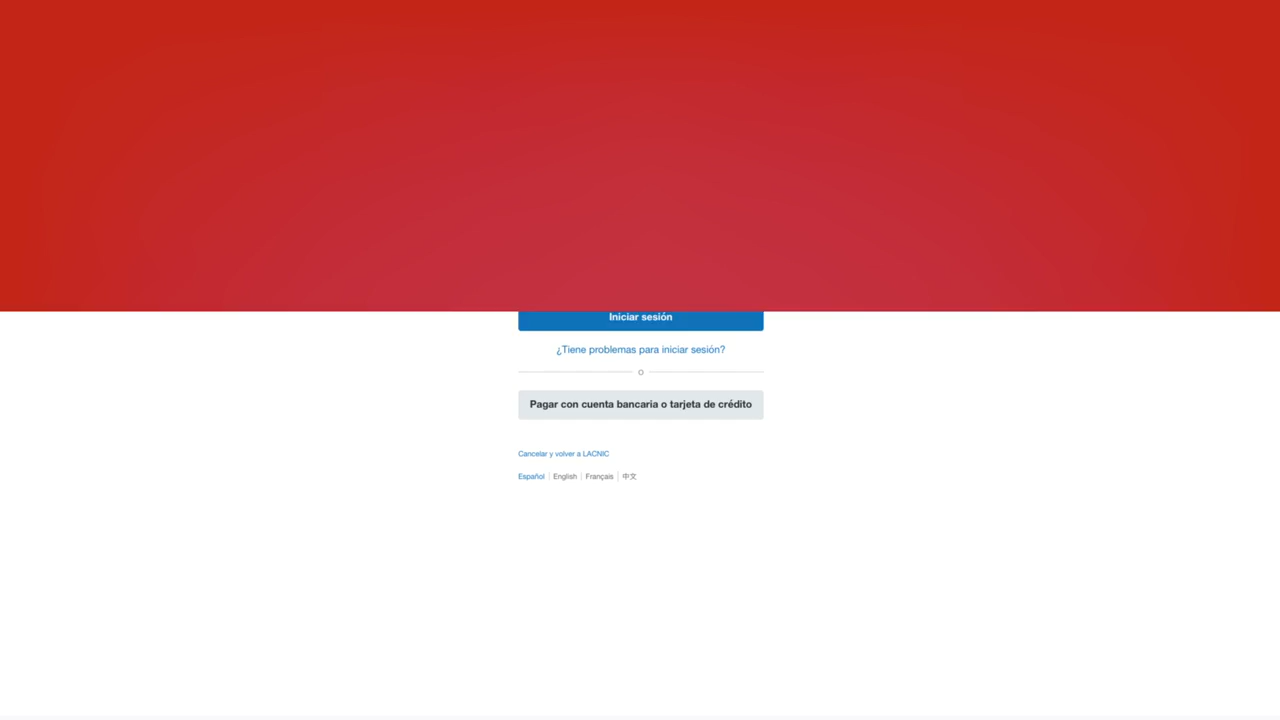 Iniciar sesión
¿Tiene problemas para iniciar sesión?
o
Pagar con cuenta bancaria o tarjeta de crédito
Cancelar y volver a LACNIC
Español | English | Français | 中文